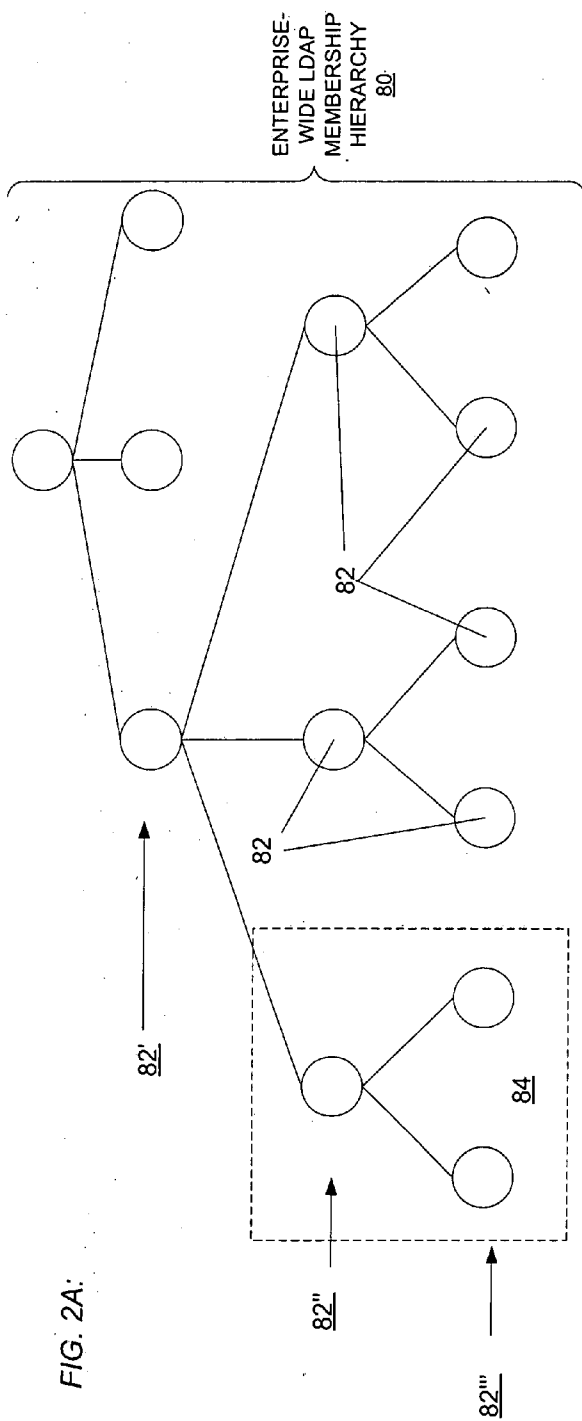 FIG. 2A:
ENTERPRISE-
WIDE LDAP
MEMBERSHIP
HIERARCHY
80
82'
82
82
82"
84
82'''